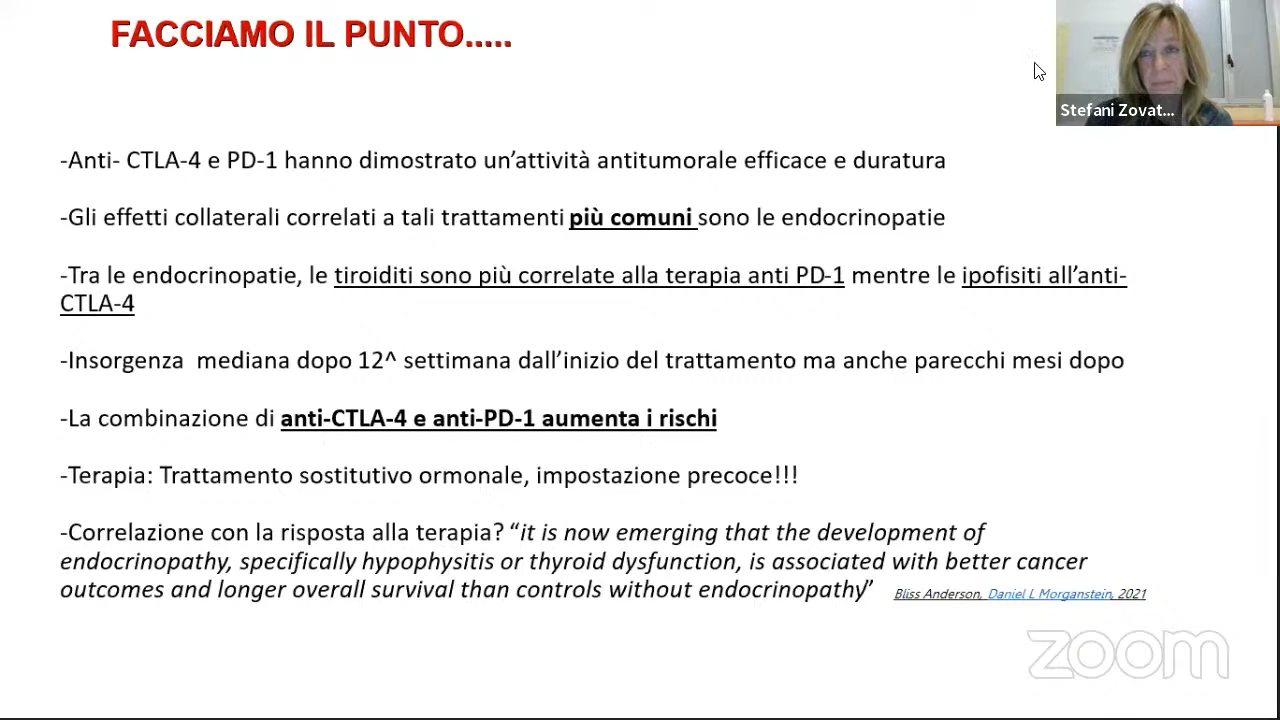 FACCIAMO IL PUNTO.....
Stefani Zovat...
-Anti- CTLA-4 e PD-1 hanno dimostrato un’attività antitumorale efficace e duratura
-Gli effetti collaterali correlati a tali trattamenti più comuni sono le endocrinopatie
-Tra le endocrinopatie, le tiroiditi sono più correlate alla terapia anti PD-1 mentre le ipofisiti all’anti-
CTLA-4
-Insorgenza mediana dopo 12^ settimana dall’inizio del trattamento ma anche parecchi mesi dopo
-La combinazione di anti-CTLA-4 e anti-PD-1 aumenta i rischi
-Terapia: Trattamento sostitutivo ormonale, impostazione precoce!!!
-Correlazione con la risposta alla terapia? “it is now emerging that the development of
endocrinopathy, specifically hypophysitis or thyroid dysfunction, is associated with better cancer
outcomes and longer overall survival than controls without endocrinopathy” Bliss Anderson, Daniel L Morganstein, 2021
zoom